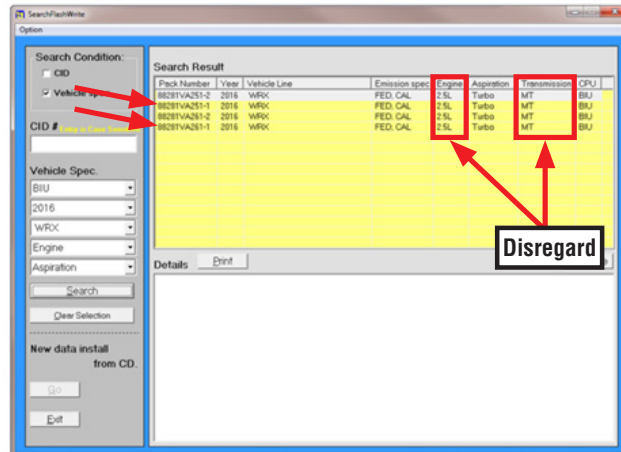 SearchFlashWrite
Option
Search Condition:
CID
Vehicle Spec
CID #
Vehicle Spec.
BIU
2016
WRX
Engine
Aspiration
Search
Clear Selection
New data install
from CD.
Go
Exit
Search Result
Pack Number Year Vehicle Line Emission spec Engine Aspiration Transmission CPU
88281VA251-2 2016 WRX FED, CAL 2.5L Turbo MT BIU
88281VA251-1 2016 WRX FED, CAL 2.5L Turbo MT BIU
88281VA261-2 2016 WRX FED, CAL 2.5L Turbo MT BIU
88281VA261-1 2016 WRX FED, CAL 2.5L Turbo MT BIU
Disregard
Details Print